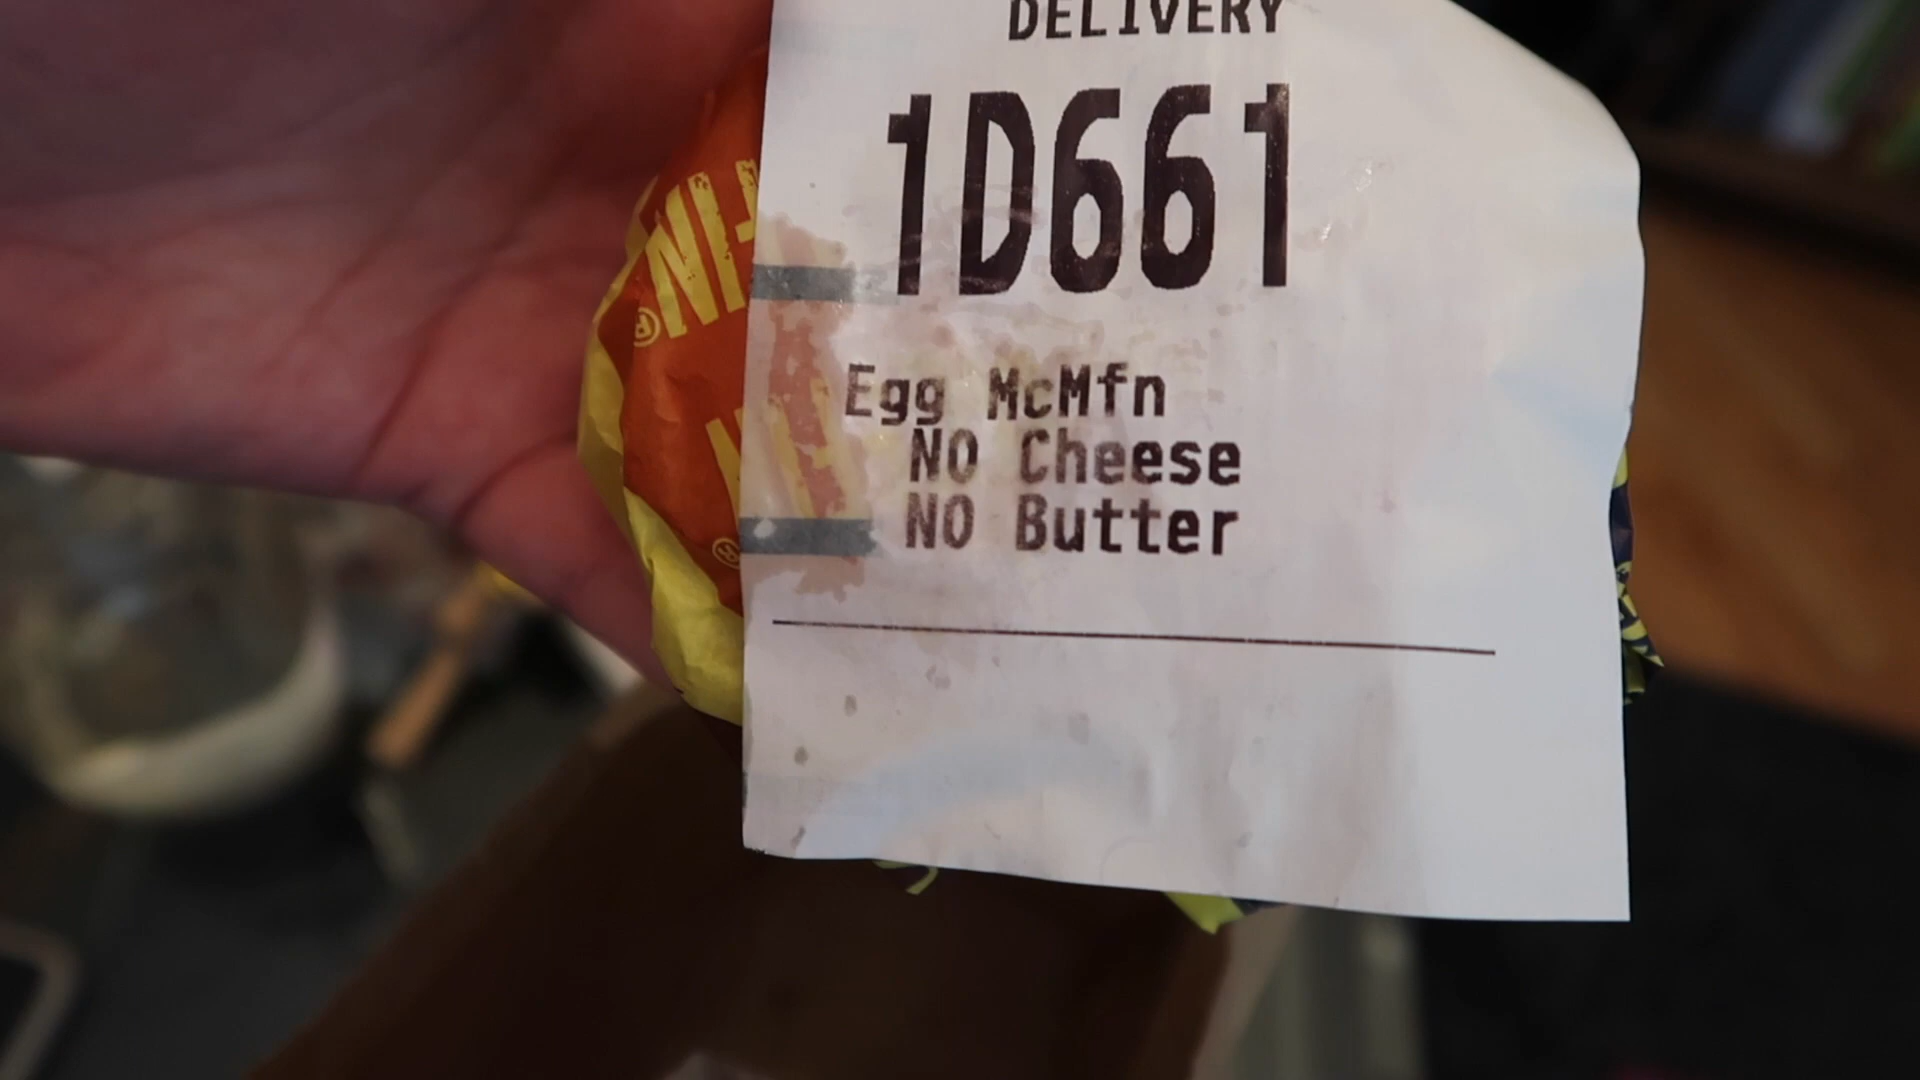 DELIVERY
1D661
Egg McMfn
NO Cheese
NO Butter